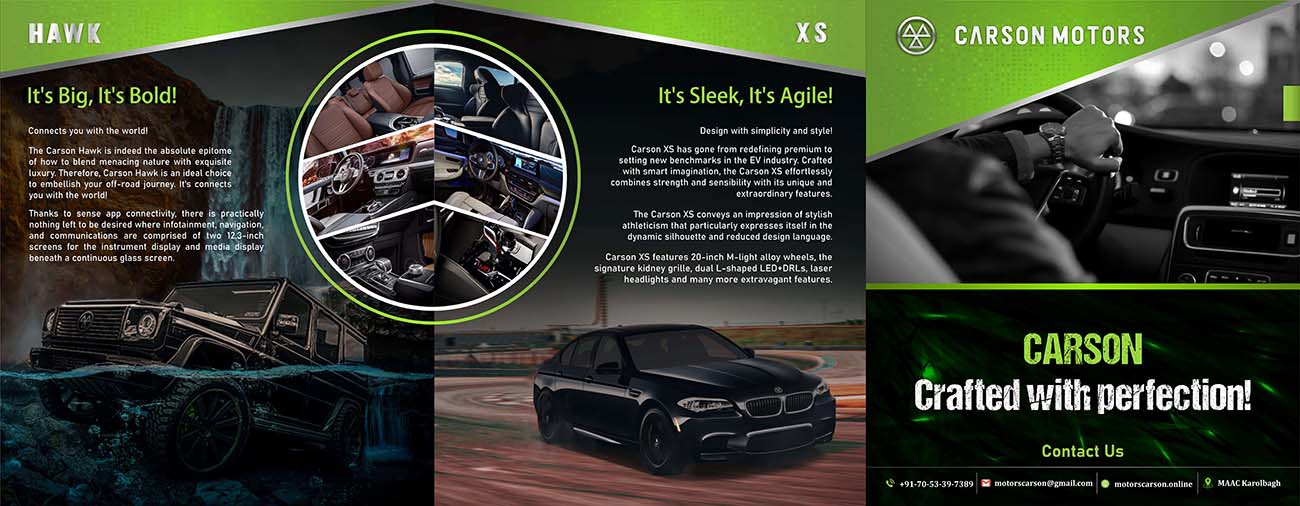 HAWK
It's Big, It's Bold!
Connects you with the world!
The Carson Hawk is indeed the absolute epitome
of how to blend menacing nature with exquisite
luxury. Therefore, Carson Hawk is an ideal choice
to embellish your off-road journey. It's connects
you with the world!
Thanks to sense app connectivity, there is practically
nothing left to be desired where infotainment, navigation,
and communications are comprised of two 12.3-inch
screens for the instrument display and media display
beneath a continuous glass screen.
XS
It's Sleek, It's Agile!
Design with simplicity and style!
Carson XS has gone from redefining premium to
setting new benchmarks in the EV industry. Crafted
with smart imagination, the Carson XS effortlessly
combines strength and sensibility with its unique and
extraordinary features.
The Carson XS conveys an impression of stylish
athleticism that particularly expresses itself in the
dynamic silhouette and reduced design language.
Carson XS features 20-inch M-light alloy wheels, the
signature kidney grille, dual L-shaped LED+DRLs, laser
headlights and many more extravagant features.
CARSON MOTORS
CARSON
Crafted with perfection!
Contact Us
+91-70-53-39-7389 motorscarson@gmail.com motorscarson.online MAAC Karolbagh